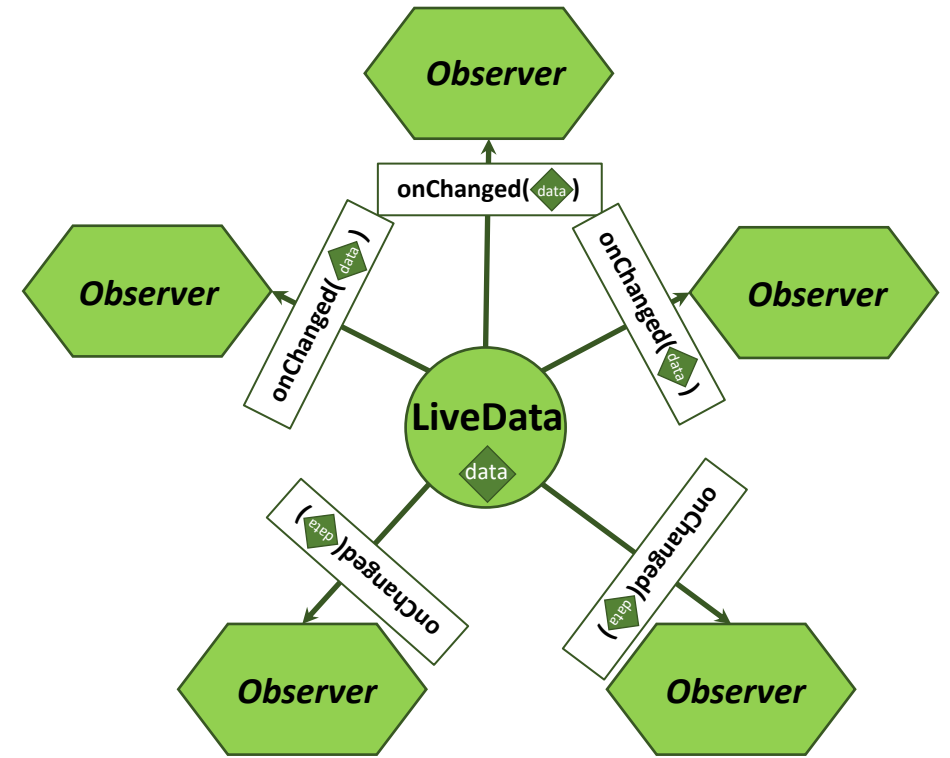 Observer
onChanged(data)
onChanged(data)
onChanged(data)
Observer
Observer
LiveData
data
onChanged(data)
onChanged(data)
Observer
Observer